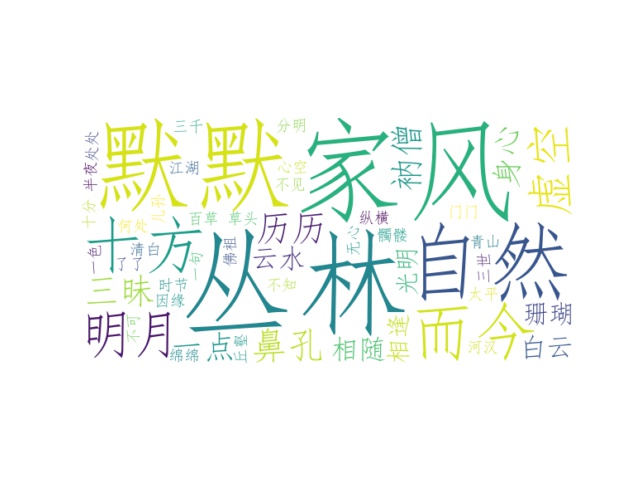 默默
家风
丛林
自然
十方
而今
明月
虚空
衲僧
身心
三昧
历历
云水
光明
一点
鼻孔
相随
相逢
珊瑚
白云
三千
分明
处处
半夜
江湖
心空
不见
十分
儿孙
何处
百草
草头
纵横
门门
一色
清白
了了
一句
佛祖
无心
髑髅
青山
三世
时节
因缘
不知
太平
不可
绵绵
丘壑
河汉